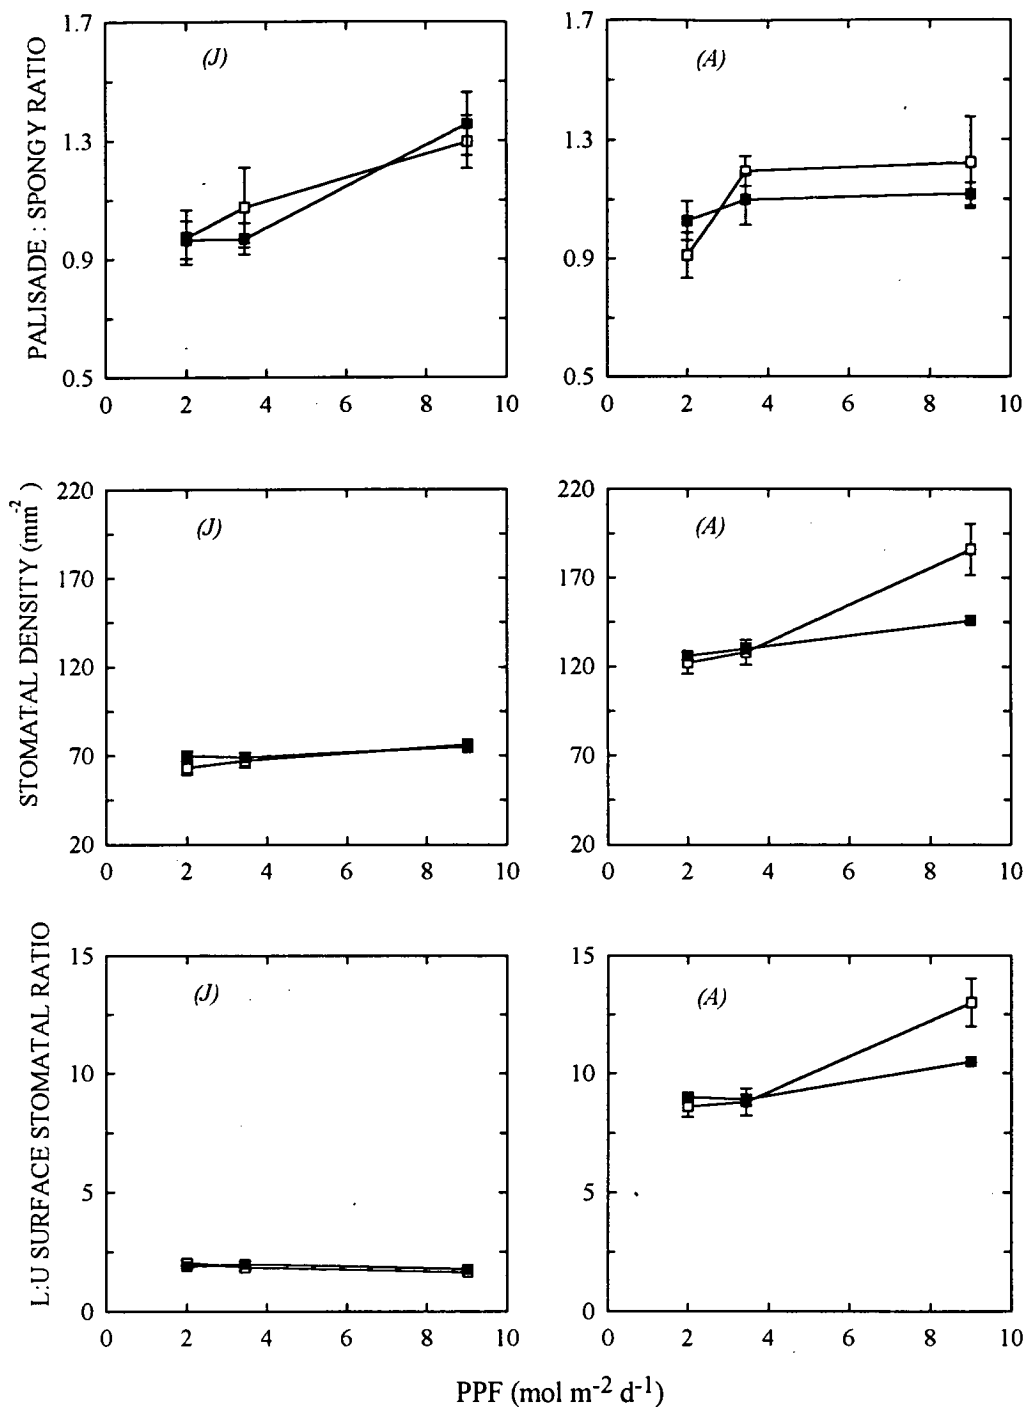 PALISADE : SPONGY RATIO
1.7
1.3
0.9
0.5
(J)
0 2 4 6 8 10
1.7
1.3
0.9
0.5
(A)
0 2 4 6 8 10
STOMATAL DENSITY (mm-2)
220
170
120
70
20
(J)
0 2 4 6 8 10
220
170
120
70
20
(A)
0 2 4 6 8 10
L:U SURFACE STOMATAL RATIO
15
10
5
0
(J)
0 2 4 6 8 10
15
10
5
0
(A)
0 2 4 6 8 10
PPF (mol m-2 d-1)